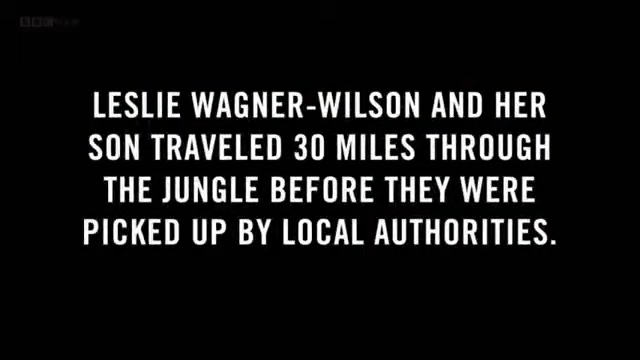 LESLIE WAGNER-WILSON AND HER
SON TRAVELED 30 MILES THROUGH
THE JUNGLE BEFORE THEY WERE
PICKED UP BY LOCAL AUTHORITIES.